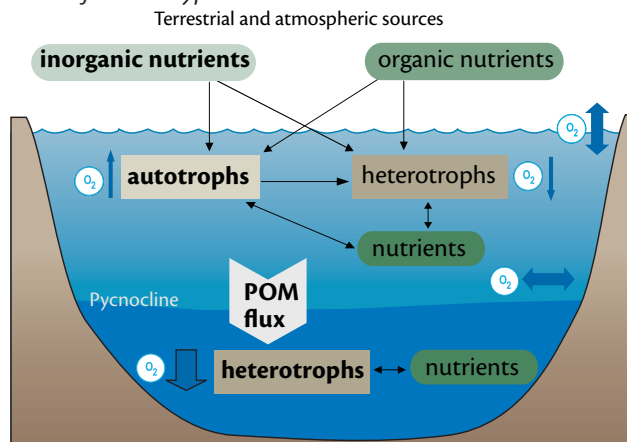 Terrestrial and atmospheric sources
inorganic nutrients
organic nutrients
O₂
O₂
autotrophs
heterotrophs
O₂
nutrients
O₂
Pycnocline
POM
flux
O₂
heterotrophs
nutrients